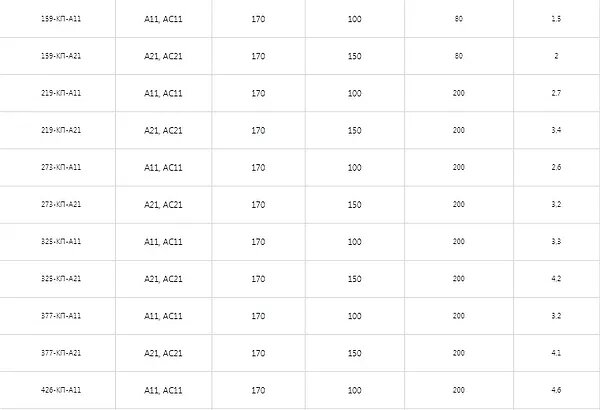 159-КП-А11 А11, АС11 170 100 80 1.5
159-КП-А21 А21, АС21 170 150 80 2
219-КП-А11 А11, АС11 170 100 200 2.7
219-КП-А21 А21, АС21 170 150 200 3.4
273-КП-А11 А11, АС11 170 100 200 2.6
273-КП-А21 А21, АС21 170 150 200 3.2
325-КП-А11 А11, АС11 170 100 200 3.3
325-КП-А21 А21, АС21 170 150 200 4.2
377-КП-А11 А11, АС11 170 100 200 3.2
377-КП-А21 А21, АС21 170 150 200 4.1
426-КП-А11 А11, АС11 170 100 200 4.6